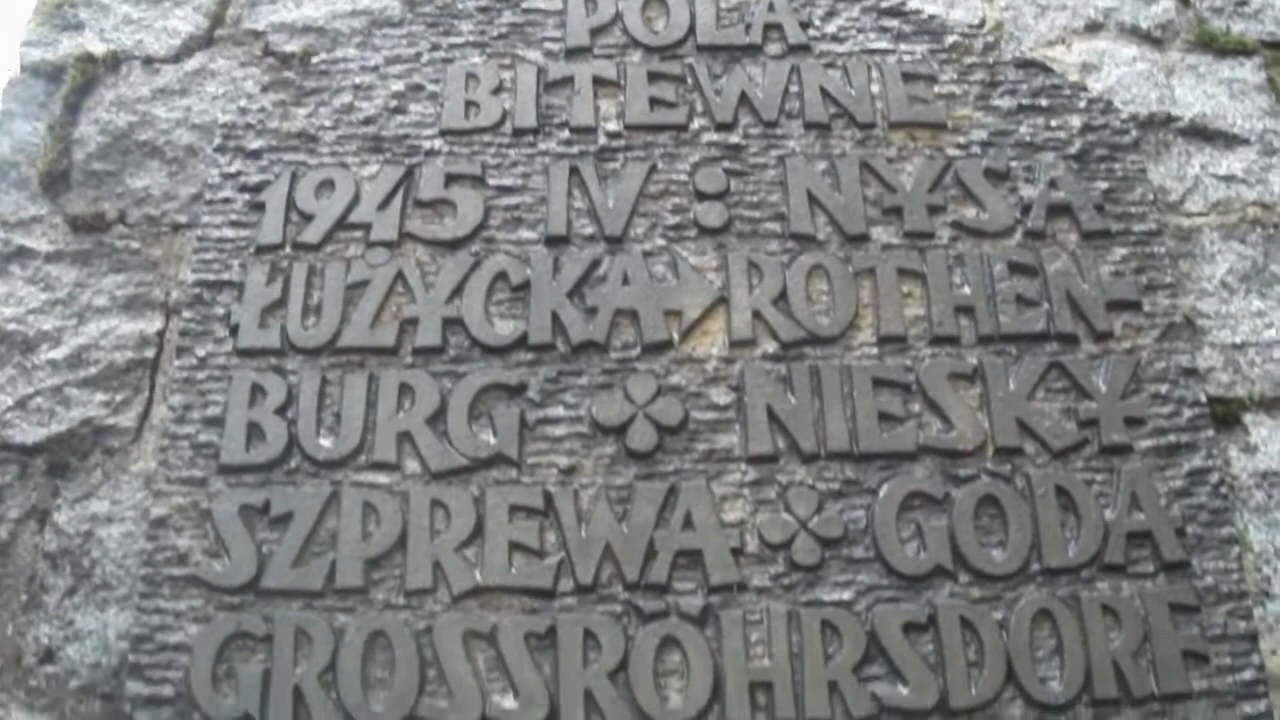 POLA
BITEWNE
1945 IV : NYSA
ŁUŻYCKA→ROTHEN-
BURG ✤ NIESKY
SZPREWA ✤ GODA
GROSSRÖHRSDORF